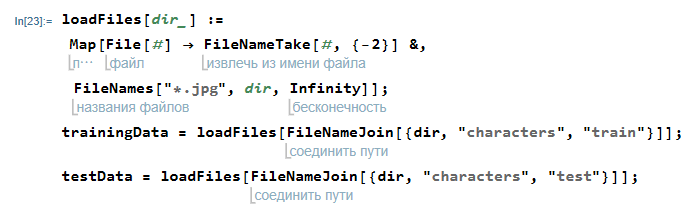 In[23]:= loadFiles[dir_] :=
Map[File[#] → FileNameTake[#, {-2}] &,
п··· файл извлечь из имени файла
FileNames["*.jpg", dir, Infinity]];
названия файлов бесконечность
trainingData = loadFiles[FileNameJoin[{dir, "characters", "train"}]];
соединить пути
testData = loadFiles[FileNameJoin[{dir, "characters", "test"}]];
соединить пути